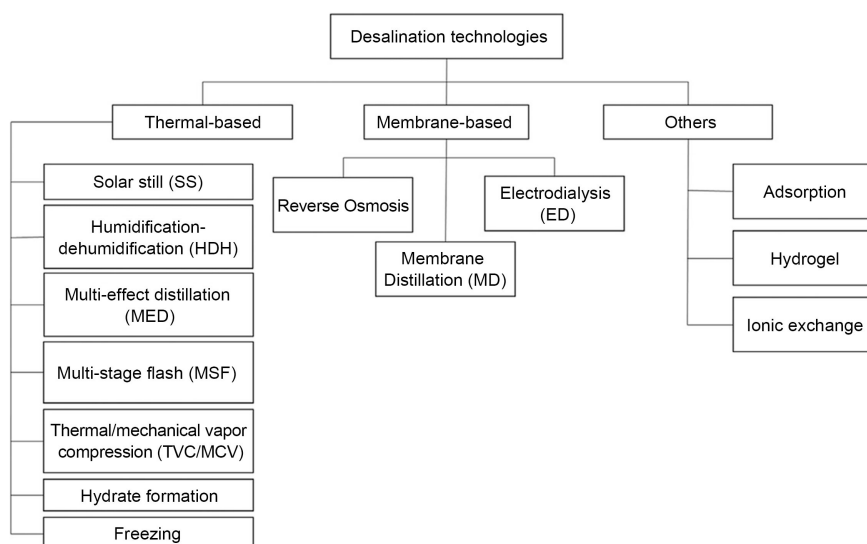 Desalination technologies
Thermal-based
Membrane-based
Others
Solar still (SS)
Humidification-
dehumidification (HDH)
Multi-effect distillation
(MED)
Multi-stage flash (MSF)
Thermal/mechanical vapor
compression (TVC/MCV)
Hydrate formation
Freezing
Reverse Osmosis
Membrane
Distillation (MD)
Electrodialysis
(ED)
Adsorption
Hydrogel
Ionic exchange